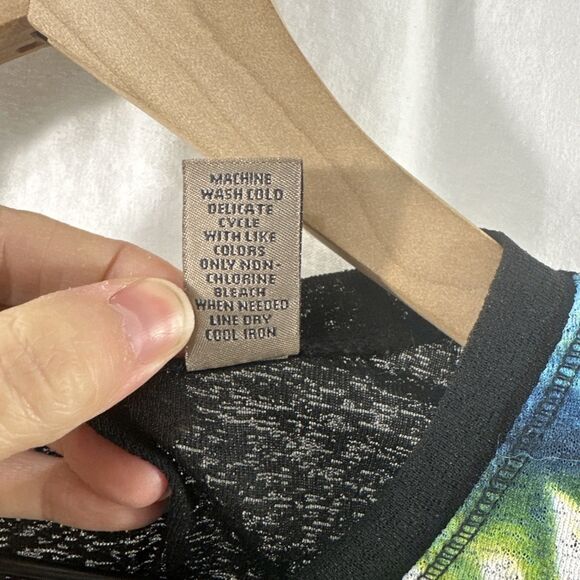 MACHINE
WASH COLD
DELICATE
CYCLE
WITH LIKE
COLORS
ONLY NON-
CHLORINE
BLEACH
WHEN NEEDED
LINE DRY
COOL IRON